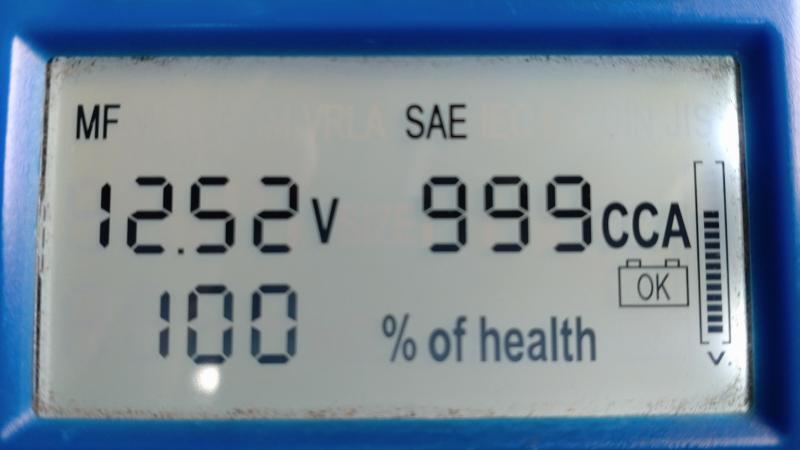 MF SAE
12.52V 999CCA
OK
100 % of health